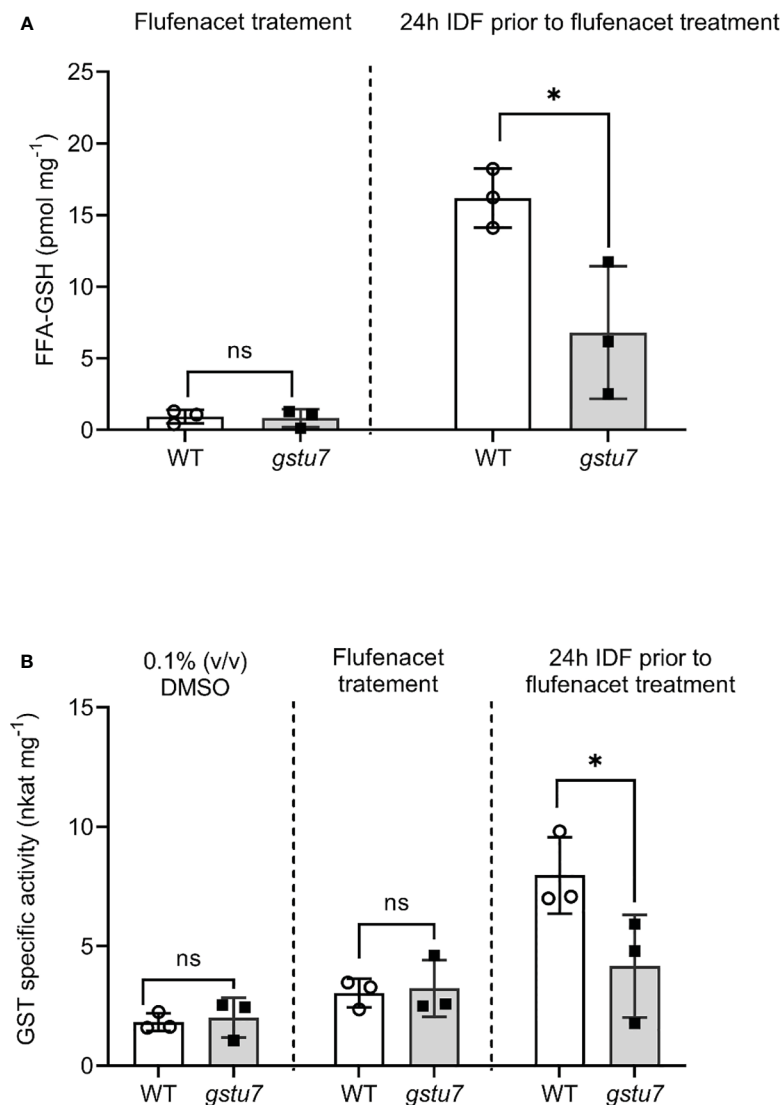 A
Flufenacet tratement
24h IDF prior to flufenacet treatment
FFA-GSH (pmol mg⁻¹)
25
20
15
10
5
0
ns
*
WT
gstu7
WT
gstu7
B
0.1% (v/v)
DMSO
Flufenacet
tratement
24h IDF prior to
flufenacet treatment
GST specific activity (nkat mg⁻¹)
15
10
5
0
ns
ns
*
WT
gstu7
WT
gstu7
WT
gstu7